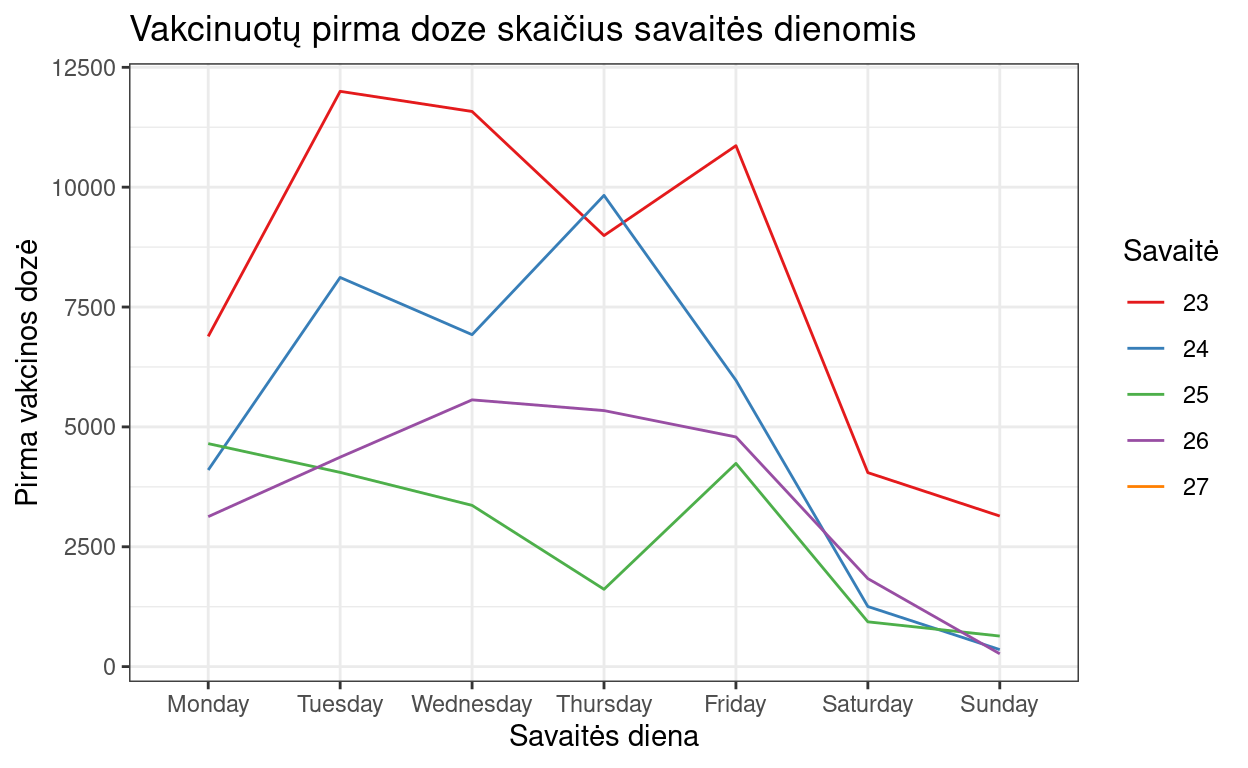 Vakcinuotų pirma doze skaičius savaitės dienomis
Pirma vakcinos dozė
12500
10000
7500
5000
2500
0
Monday Tuesday Wednesday Thursday Friday Saturday Sunday
Savaitės diena
Savaitė
23
24
25
26
27